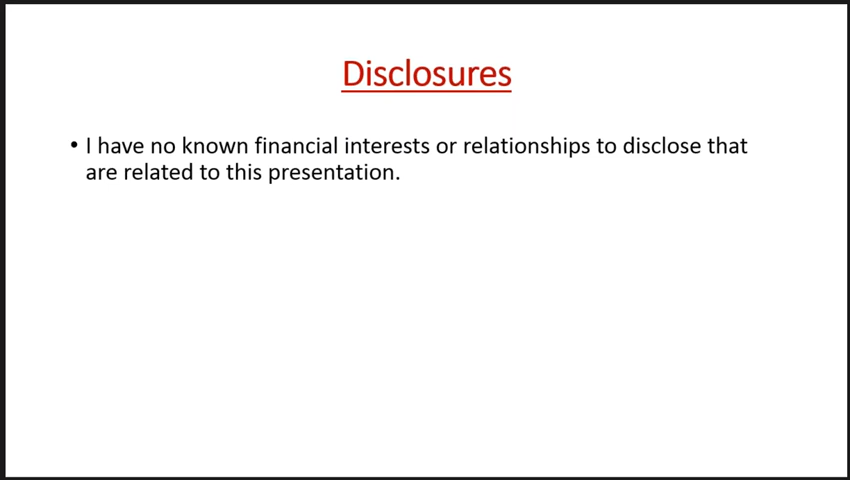 Disclosures
• I have no known financial interests or relationships to disclose that
are related to this presentation.